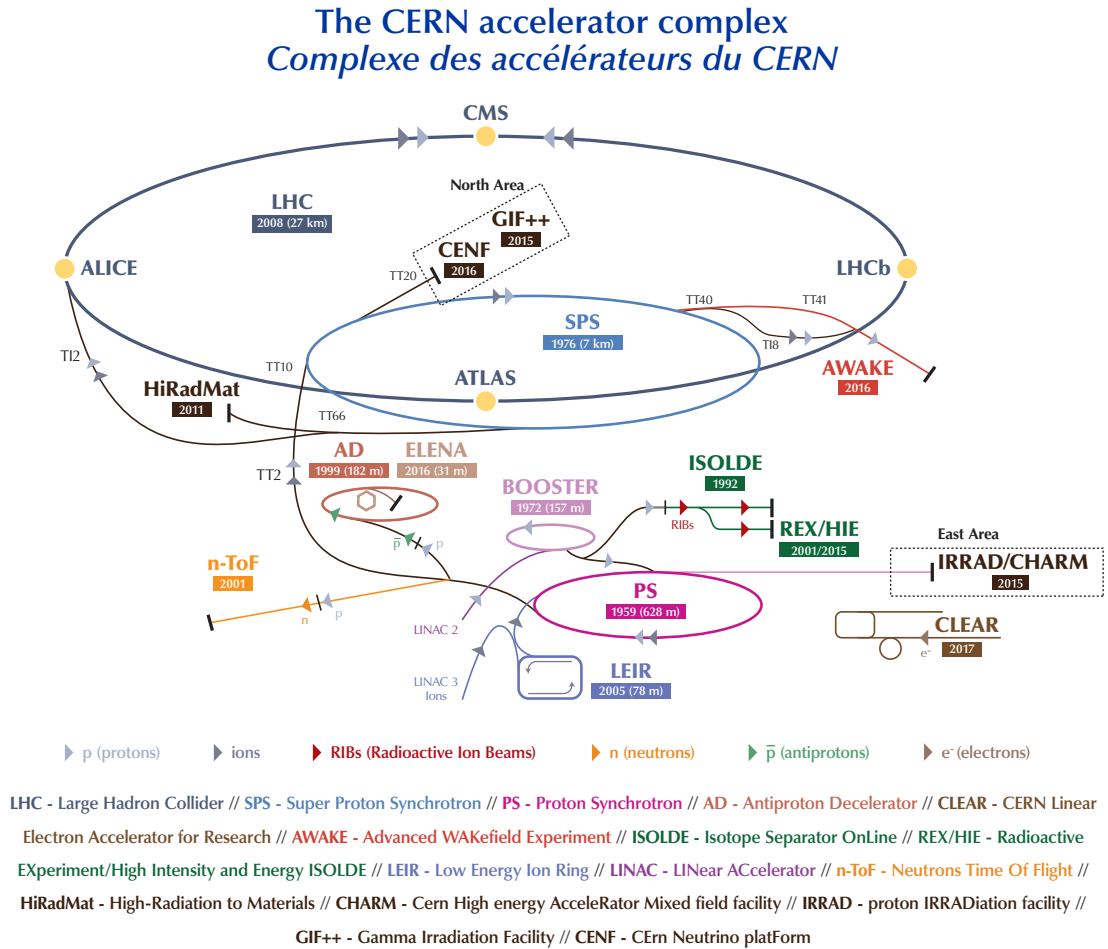 The CERN accelerator complex
Complexe des accélérateurs du CERN
CMS
North Area
LHC
2008 (27 km)
GIF++
2015
CENF
2016
TT20
ALICE
LHCb
TT40
TT41
SPS
1976 (7 km)
TI8
TI2
TT10
AWAKE
2016
ATLAS
HiRadMat
2011
TT66
AD
1999 (182 m)
ELENA
2016 (31 m)
TT2
ISOLDE
1992
BOOSTER
1972 (157 m)
RIBs
REX/HIE
2001/2015
East Area
p̅
p
IRRAD/CHARM
2015
n-ToF
2001
PS
1959 (628 m)
n
p
LINAC 2
CLEAR
2017
e-
LINAC 3
Ions
LEIR
2005 (78 m)
p (protons)
ions
RIBs (Radioactive Ion Beams)
n (neutrons)
p̅ (antiprotons)
e- (electrons)
LHC - Large Hadron Collider // SPS - Super Proton Synchrotron // PS - Proton Synchrotron // AD - Antiproton Decelerator // CLEAR - CERN Linear
Electron Accelerator for Research // AWAKE - Advanced WAKefield Experiment // ISOLDE - Isotope Separator OnLine // REX/HIE - Radioactive
EXperiment/High Intensity and Energy ISOLDE // LEIR - Low Energy Ion Ring // LINAC - LINear ACcelerator // n-ToF - Neutrons Time Of Flight //
HiRadMat - High-Radiation to Materials // CHARM - Cern High energy AcceleRator Mixed field facility // IRRAD - proton IRRADiation facility //
GIF++ - Gamma Irradiation Facility // CENF - CErn Neutrino platForm